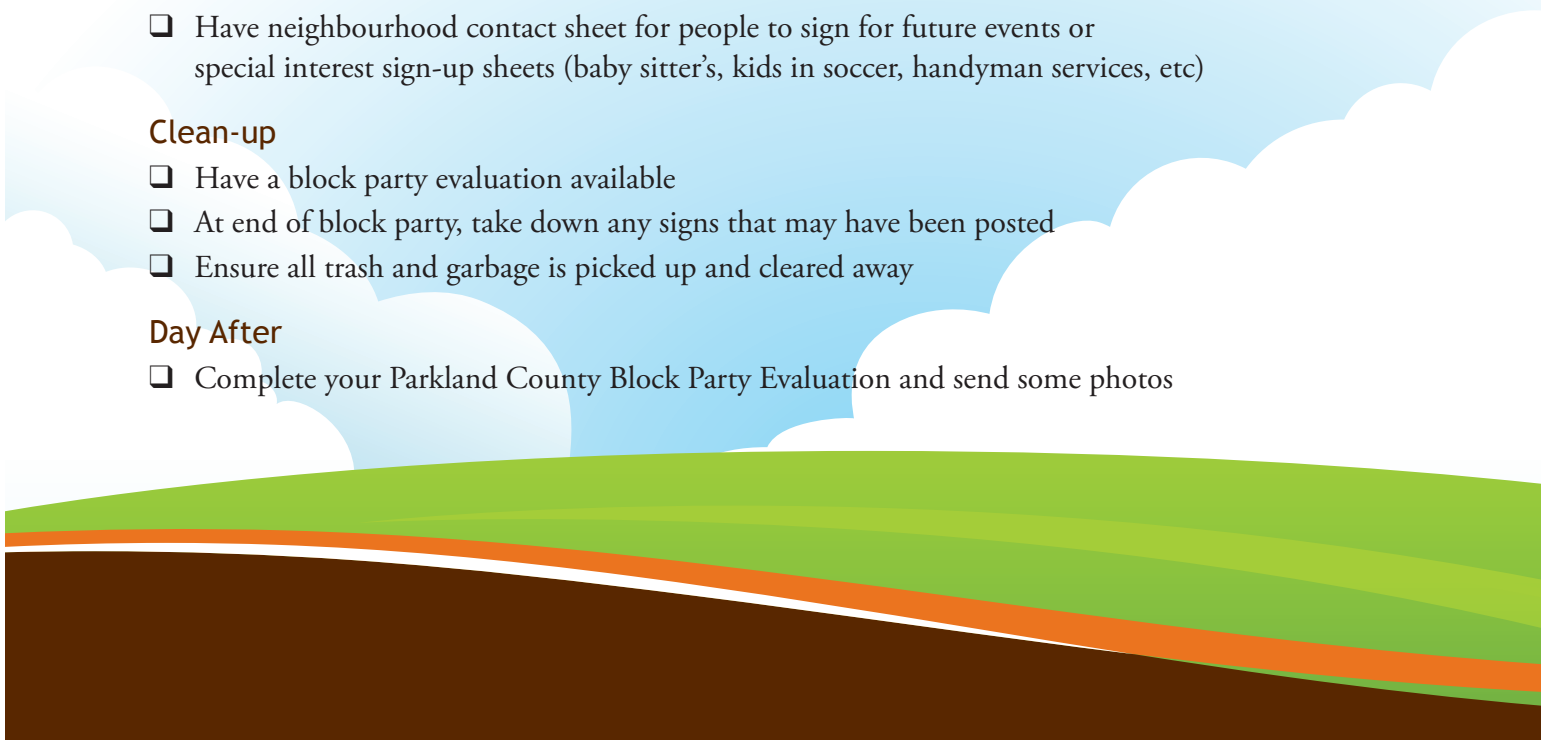 ❑ Have neighbourhood contact sheet for people to sign for future events or
special interest sign-up sheets (baby sitter’s, kids in soccer, handyman services, etc)
Clean-up
❑ Have a block party evaluation available
❑ At end of block party, take down any signs that may have been posted
❑ Ensure all trash and garbage is picked up and cleared away
Day After
❑ Complete your Parkland County Block Party Evaluation and send some photos